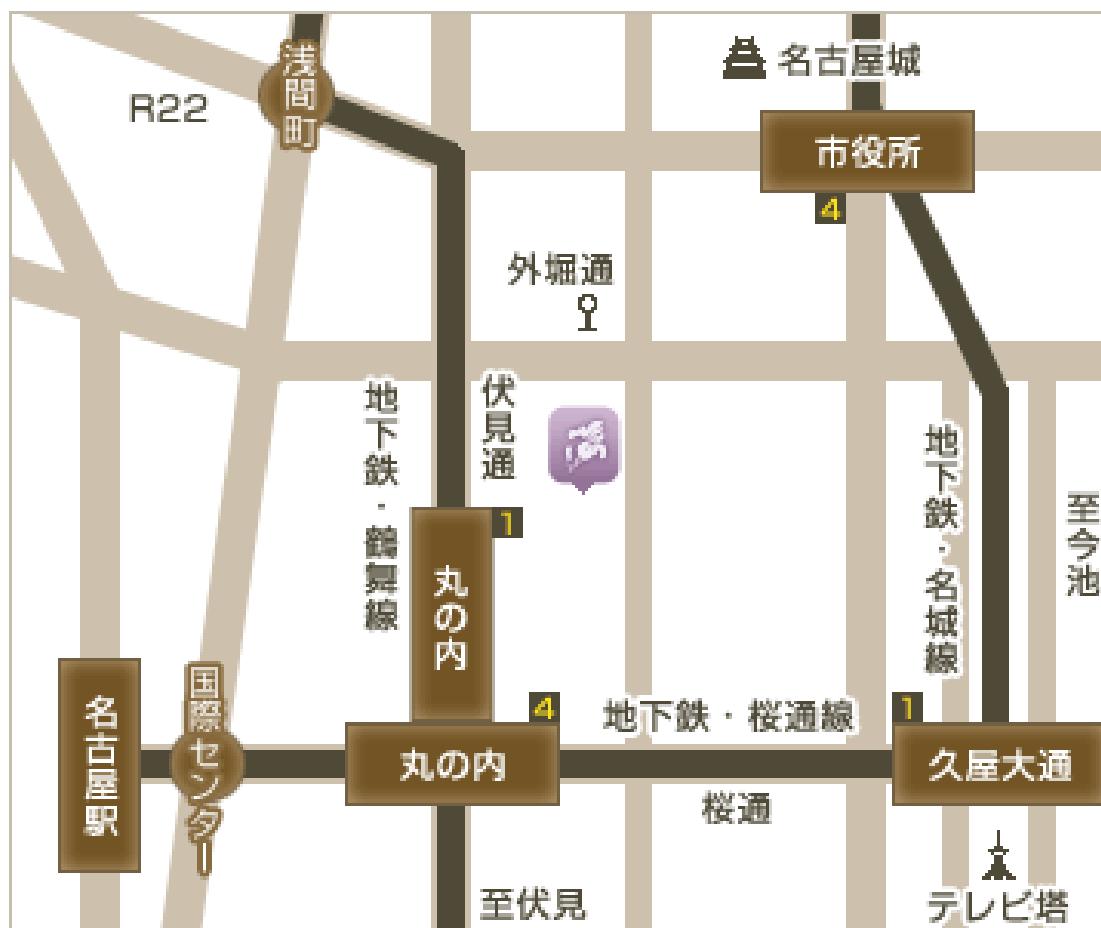 浅間町
名古屋城
R22
市役所
4
外堀通
地下鉄・鶴舞線
伏見通
地下鉄・名城線
至今池
1
丸の内
国際センター
名古屋駅
4
地下鉄・桜通線
1
丸の内
久屋大通
桜通
至伏見
テレビ塔